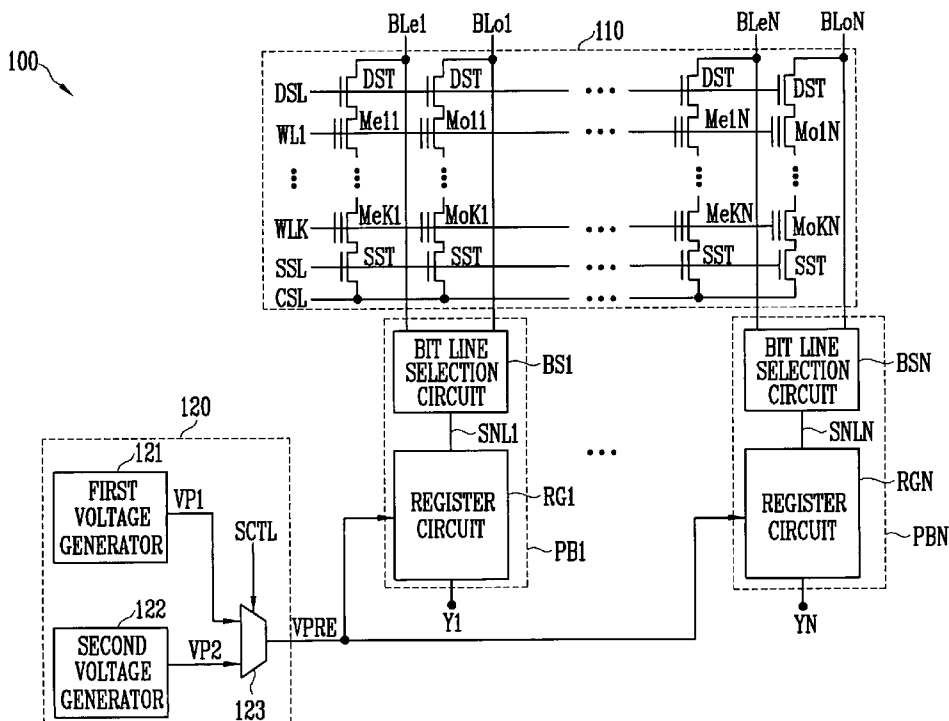 BLe1 BLo1 BLeN BLoN
110
100
DSL DST DST DST DST
WL1 Me11 Mo11 Me1N Mo1N
WLK MeK1 MoK1 MeKN MoKN
SSL SST SST SST SST
CSL
BIT LINE
SELECTION
CIRCUIT
BS1
BIT LINE
SELECTION
CIRCUIT
BSN
SNL1
SNLN
REGISTER
CIRCUIT
RG1
PB1
REGISTER
CIRCUIT
RGN
PBN
Y1
YN
120
121
FIRST
VOLTAGE
GENERATOR
VP1
SCTL
122
SECOND
VOLTAGE
GENERATOR
VP2
VPRE
123